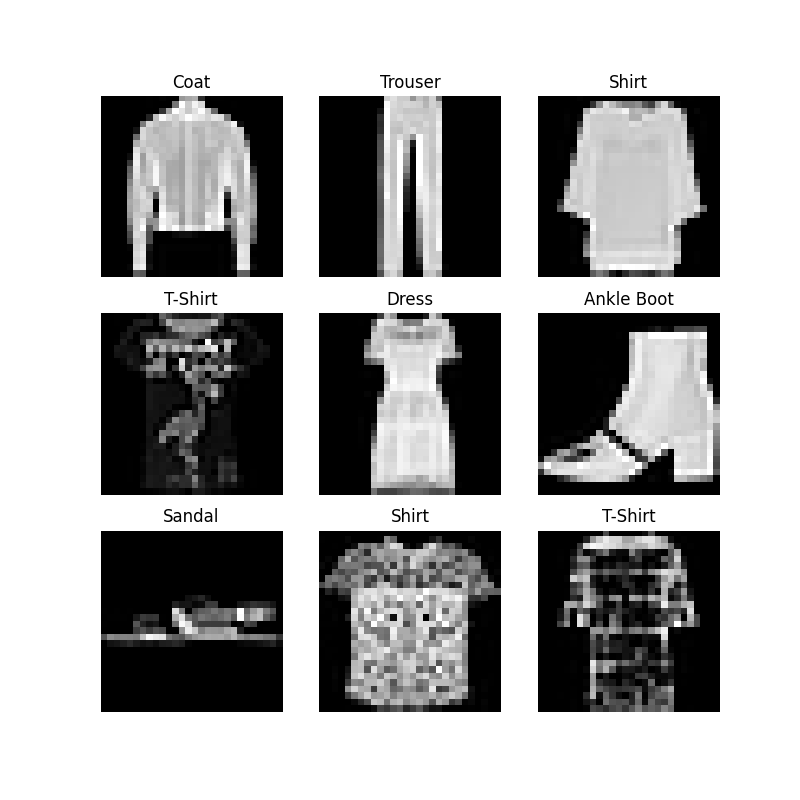 Coat
Trouser
Shirt
T-Shirt
Dress
Ankle Boot
Sandal
Shirt
T-Shirt